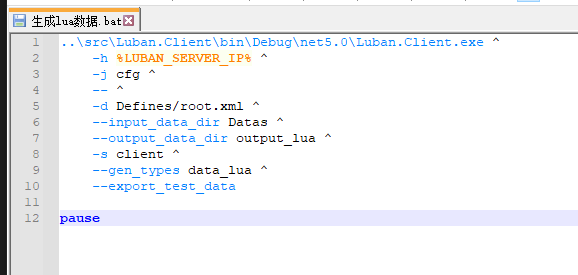 生成lua数据.bat
1 ..\src\Luban.Client\bin\Debug\net5.0\Luban.Client.exe ^
2 -h %LUBAN_SERVER_IP% ^
3 -j cfg ^
4 -- ^
5 -d Defines/root.xml ^
6 --input_data_dir Datas ^
7 --output_data_dir output_lua ^
8 -s client ^
9 --gen_types data_lua ^
10 --export_test_data
11
12 pause